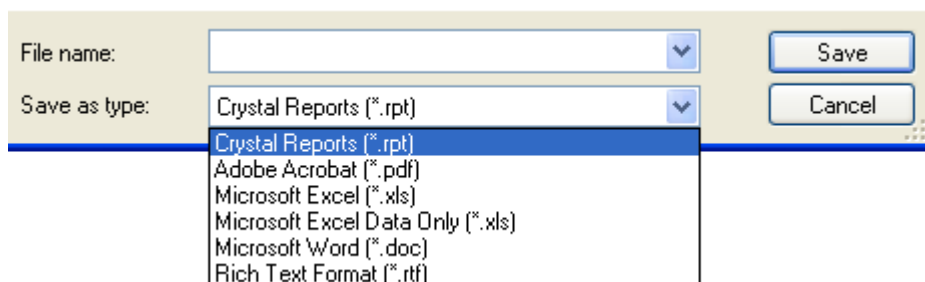 File name:
Save
Save as type:
Crystal Reports (*.rpt)
Cancel
Crystal Reports (*.rpt)
Adobe Acrobat (*.pdf)
Microsoft Excel (*.xls)
Microsoft Excel Data Only (*.xls)
Microsoft Word (*.doc)
Rich Text Format (*.rtf)